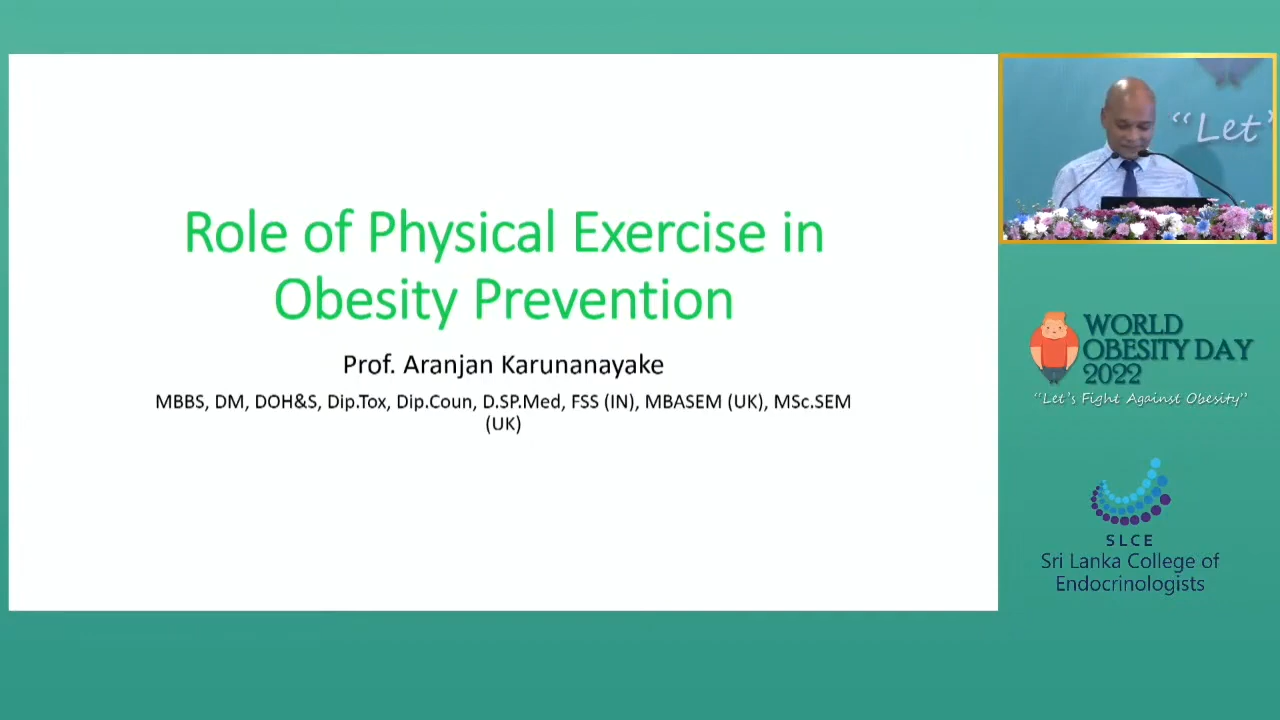 Role of Physical Exercise in
Obesity Prevention
Prof. Aranjan Karunanayake
MBBS, DM, DOH&S, Dip.Tox, Dip.Coun, D.SP.Med, FSS (IN), MBASEM (UK), MSc.SEM
(UK)
“Let’
WORLD
OBESITY DAY
2022
“Let’s Fight Against Obesity”
SLCE
Sri Lanka College of
Endocrinologists